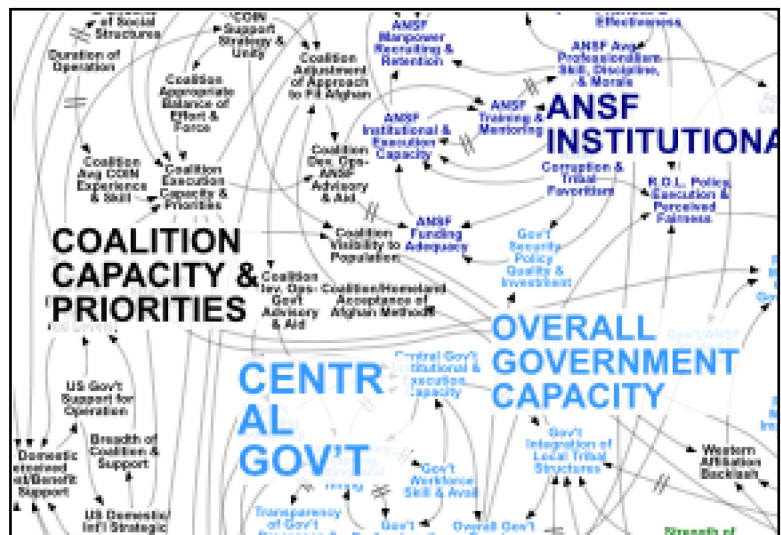 of Social
Structures
COIN
Support
Strategy &
Unity
Duration of
Operation
Coalition
Adjustment
of Approach
to Fit Afghan
Coalition
Appropriate
Balance of
Effort &
Force
ANSF
Manpower
Recruiting &
Retention
Effectiveness
ANSF Avg
Professionalism
Skill, Discipline,
& Morale
ANSF
Institutional &
Execution
Capacity
ANSF
Training &
Mentoring
ANSF
INSTITUTIONA
Coalition
Avg COIN
Experience
& Skill
Coalition
Execution
Capacity &
Priorities
Coalition
Dev. Ops-
ANSF
Advisory
& Aid
Corruption &
Tribal
Favoritism
R.O.L. Policy,
Execution &
Perceived
Fairness
COALITION
CAPACITY &
PRIORITIES
Coalition
Visibility to
Population
ANSF
Funding
Adequacy
Gov't
Security
Policy
Quality &
Investment
Coalition
Dev. Ops-
Gov't
Advisory
& Aid
Coalition/Homeland
Acceptance of
Afghan Methods
OVERALL
GOVERNMENT
CAPACITY
CENTR
AL
GOV'T
Central Gov't
Institutional &
Execution
Capacity
US Gov't
Support for
Operation
Breadth of
Coalition &
Support
Domestic
Support
US Domestic/
Int'l Strategic
Gov't
Workforce
Skill & Avail
Gov't
Integration of
Local Tribal
Structures
Western
Affiliation
Backlash
Transparency
of Gov't
Gov't
Overall Gov't
Strength of